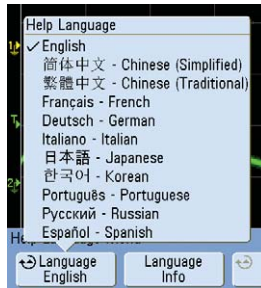 Help Language
English
简体中文 - Chinese (Simplified)
繁體中文 - Chinese (Traditional)
Français - French
Deutsch - German
Italiano - Italian
日本語 - Japanese
한국어 - Korean
Português - Portuguese
Русский - Russian
Español - Spanish
Language
English
Language
Info